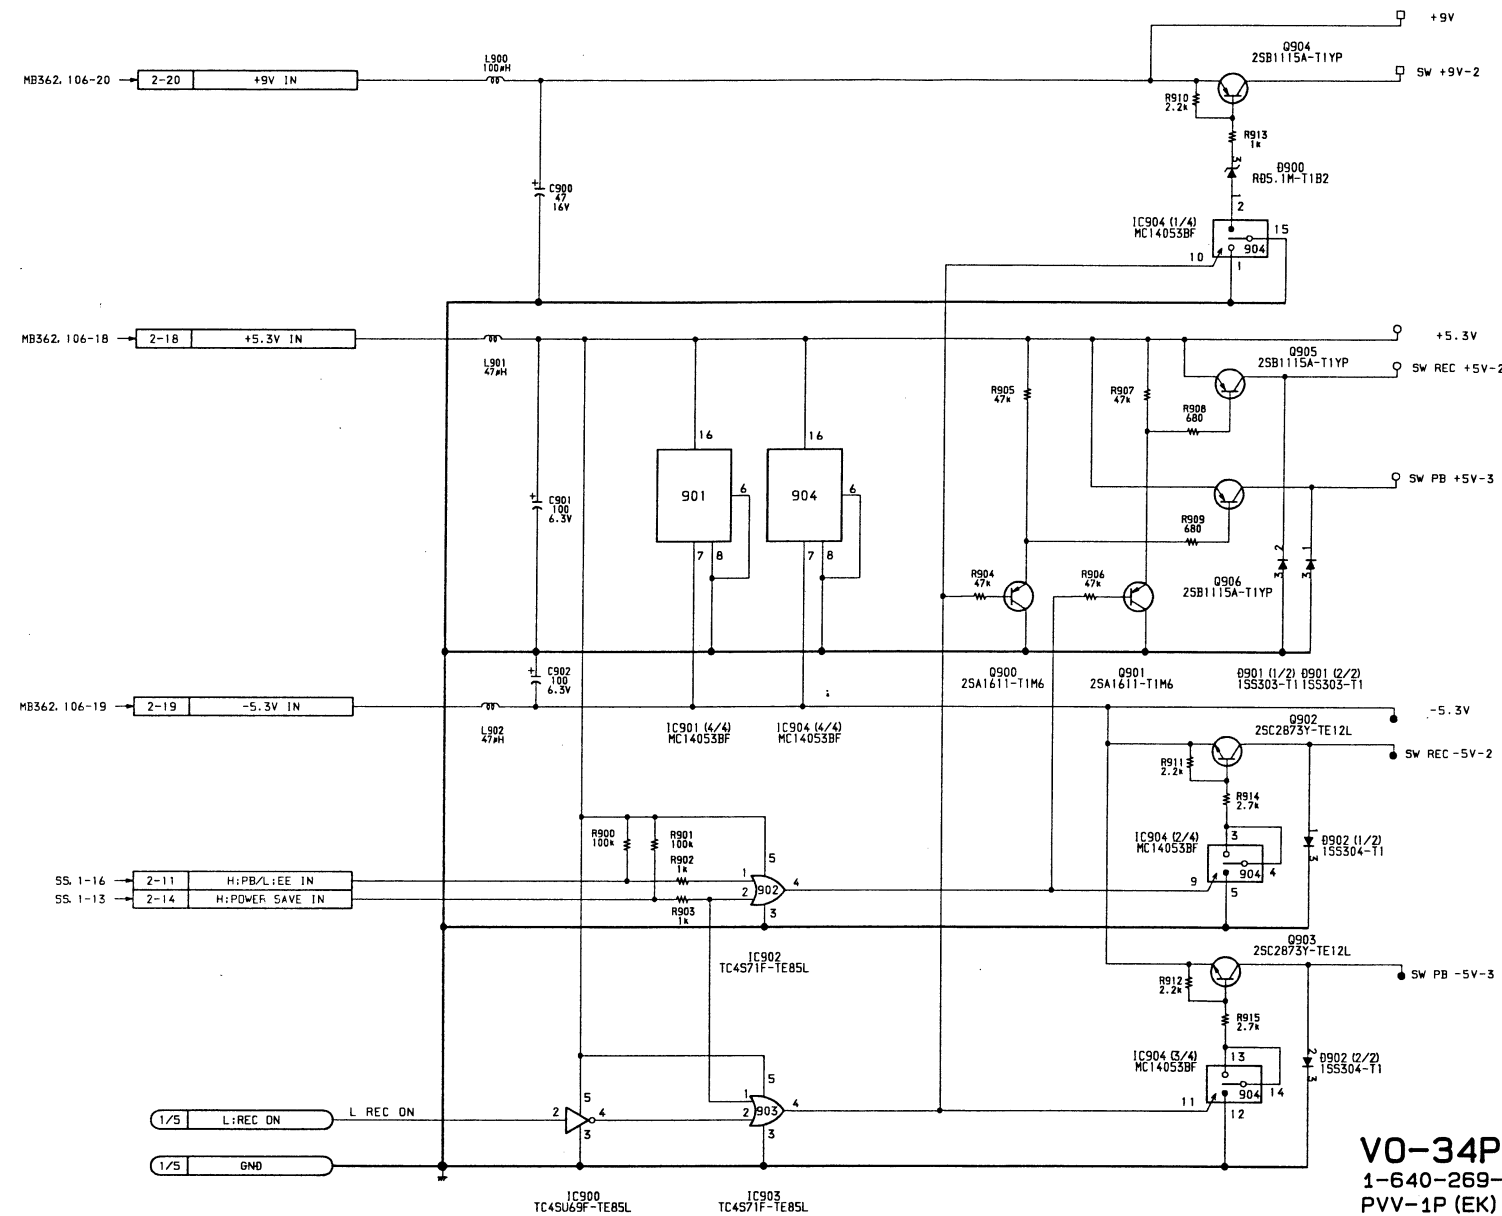 +9V
Q904
2SB1115A-T1YP
L900
100μH
MB362.106-20
2-20
+9V IN
SW +9V-2
R910
2.2k
R913
1k
3
D900
RD5.1M-T1B2
1
2
+
C900
47
16V
IC904 (1/4)
MC14053BF
15
904
10
1
MB362.106-18
2-18
+5.3V IN
L901
47μH
+5.3V
Q905
2SB1115A-T1YP
SW REC +5V-2
R905
47k
R907
47k
R908
680
16
16
901
6
904
6
SW PB +5V-3
+
C901
100
6.3V
R909
680
7
8
7
8
2
1
R904
47k
R906
47k
3
3
Q906
2SB1115A-T1YP
+
C902
100
6.3V
Q900
2SA1611-T1M6
Q901
2SA1611-T1M6
D901 (1/2)
1SS303-T1
D901 (2/2)
1SS303-T1
MB362.106-19
2-19
-5.3V IN
L902
47μH
IC901 (4/4)
MC14053BF
IC904 (4/4)
MC14053BF
-5.3V
Q902
2SC2873Y-TE12L
SW REC -5V-2
R911
2.2k
R914
2.7k
R900
100k
R901
100k
R902
1k
5
IC904 (2/4)
MC14053BF
3
1
D902 (1/2)
1SS304-T1
3
904
4
SS.1-16
2-11
H:PB/L:EE IN
1
902
4
9
5
SS.1-13
2-14
H:POWER SAVE IN
2
3
R903
1k
IC902
TC4S71F-TE85L
Q903
2SC2873Y-TE12L
R912
2.2k
SW PB -5V-3
R915
2.7k
IC904 (3/4)
MC14053BF
13
2
D902 (2/2)
1SS304-T1
3
904
14
5
1
903
4
11
12
1/5
L:REC ON
L REC ON
2
5
4
3
2
3
1/5
GND
IC900
TC4SU69F-TE85L
IC903
TC4S71F-TE85L
VO-34P
1-640-269-
PVV-1P (EK)